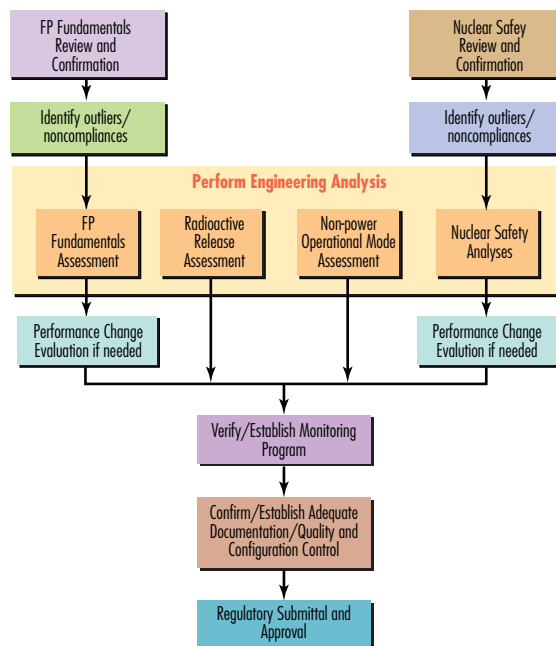 FP Fundamentals
Review and
Confirmation
Nuclear Safey
Review and
Confirmation
Identify outliers/
noncompliances
Identify outliers/
noncompliances
Perform Engineering Analysis
FP
Fundamentals
Assessment
Radioactive
Release
Assessment
Non-power
Operational Mode
Assessment
Nuclear Safety
Analyses
Performance Change
Evaluation if needed
Performance Change
Evalution if needed
Verify/Establish Monitoring
Program
Confirm/Establish Adequate
Documentation/Quality and
Configuration Control
Regulatory Submittal and
Approval